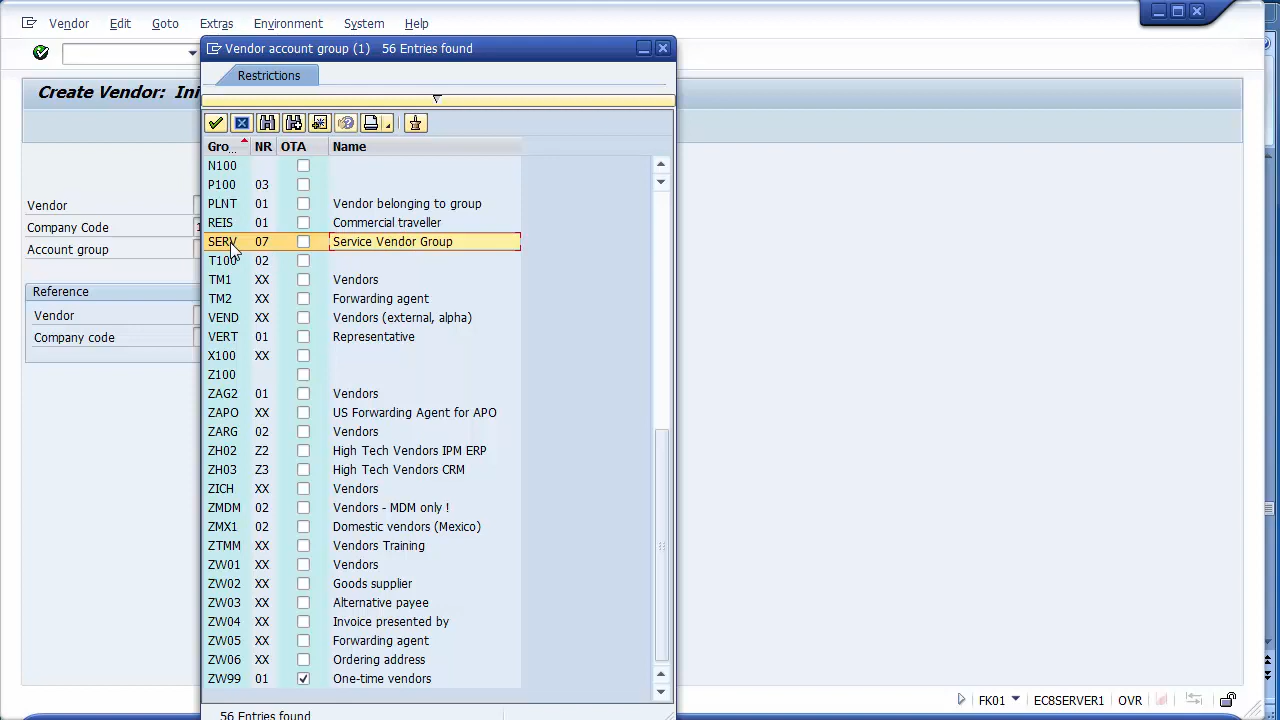 Vendor Edit Goto Extras Environment System Help
Vendor account group (1) 56 Entries found
Restrictions
Create Vendor: Ini
Gro... NR OTA Name
N100
P100 03
PLNT 01 Vendor belonging to group
REIS 01 Commercial traveller
SERV 07 Service Vendor Group
T100 02
TM1 XX Vendors
TM2 XX Forwarding agent
VEND XX Vendors (external, alpha)
VERT 01 Representative
X100 XX
Z100
ZAG2 01 Vendors
ZAPO XX US Forwarding Agent for APO
ZARG 02 Vendors
ZH02 Z2 High Tech Vendors IPM ERP
ZH03 Z3 High Tech Vendors CRM
ZICH XX Vendors
ZMDM 02 Vendors - MDM only !
ZMX1 02 Domestic vendors (Mexico)
ZTMM XX Vendors Training
ZW01 XX Vendors
ZW02 XX Goods supplier
ZW03 XX Alternative payee
ZW04 XX Invoice presented by
ZW05 XX Forwarding agent
ZW06 XX Ordering address
ZW99 01 One-time vendors
56 Entries found
Vendor
Company Code 1
Account group
Reference
Vendor
Company code
FK01 EC8SERVER1 OVR